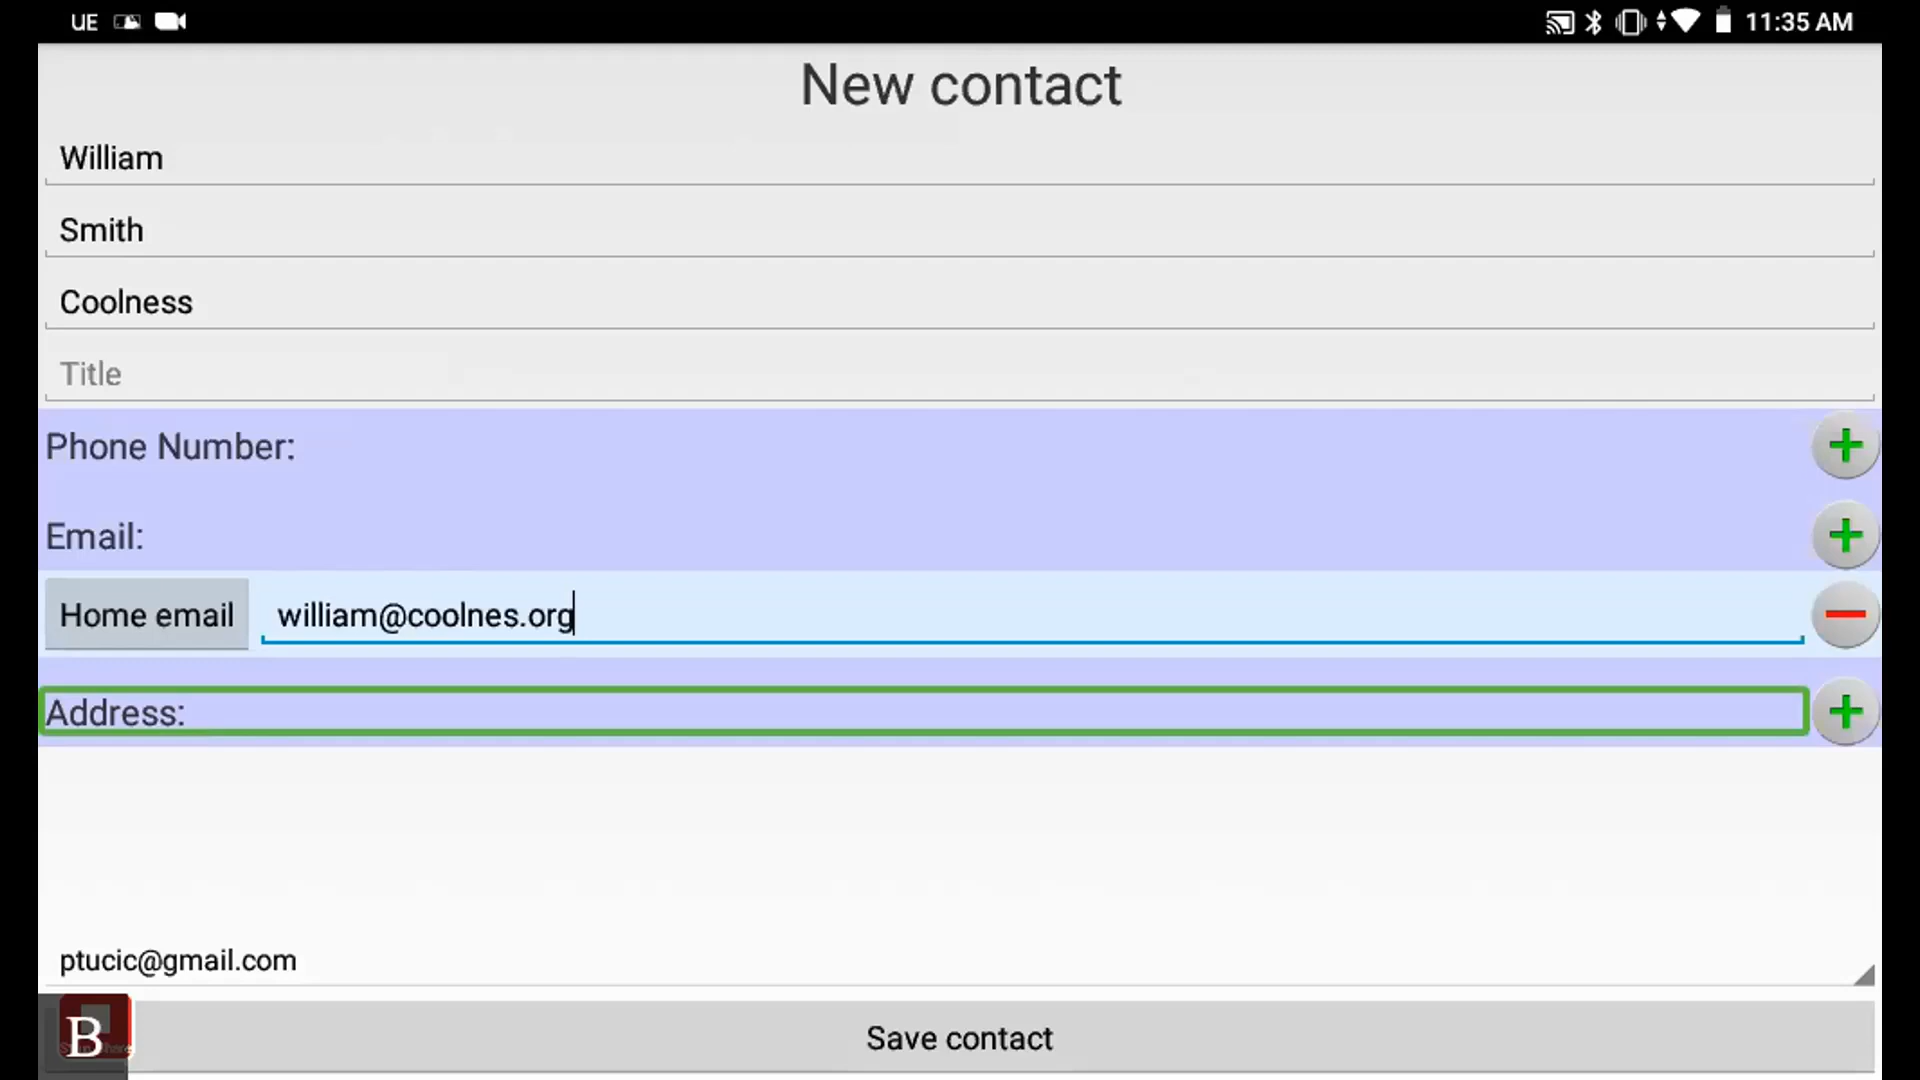 UE 11:35 AM
New contact
William
Smith
Coolness
Title
Phone Number:
Email:
Home email william@coolnes.org
Address:
ptucic@gmail.com
B
Save contact